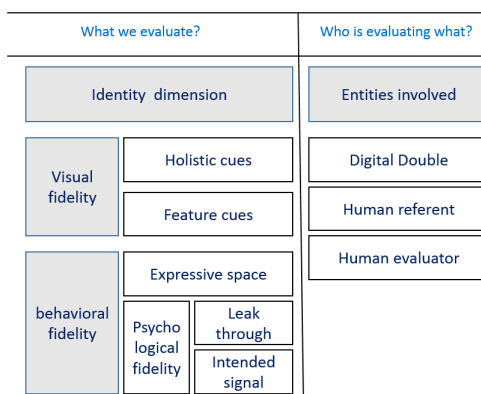 What we evaluate?
Who is evaluating what?
Identity dimension
Entities involved
Visual
fidelity
Holistic cues
Feature cues
Digital Double
Human referent
Human evaluator
behavioral
fidelity
Expressive space
Psycho
logical
fidelity
Leak
through
Intended
signal